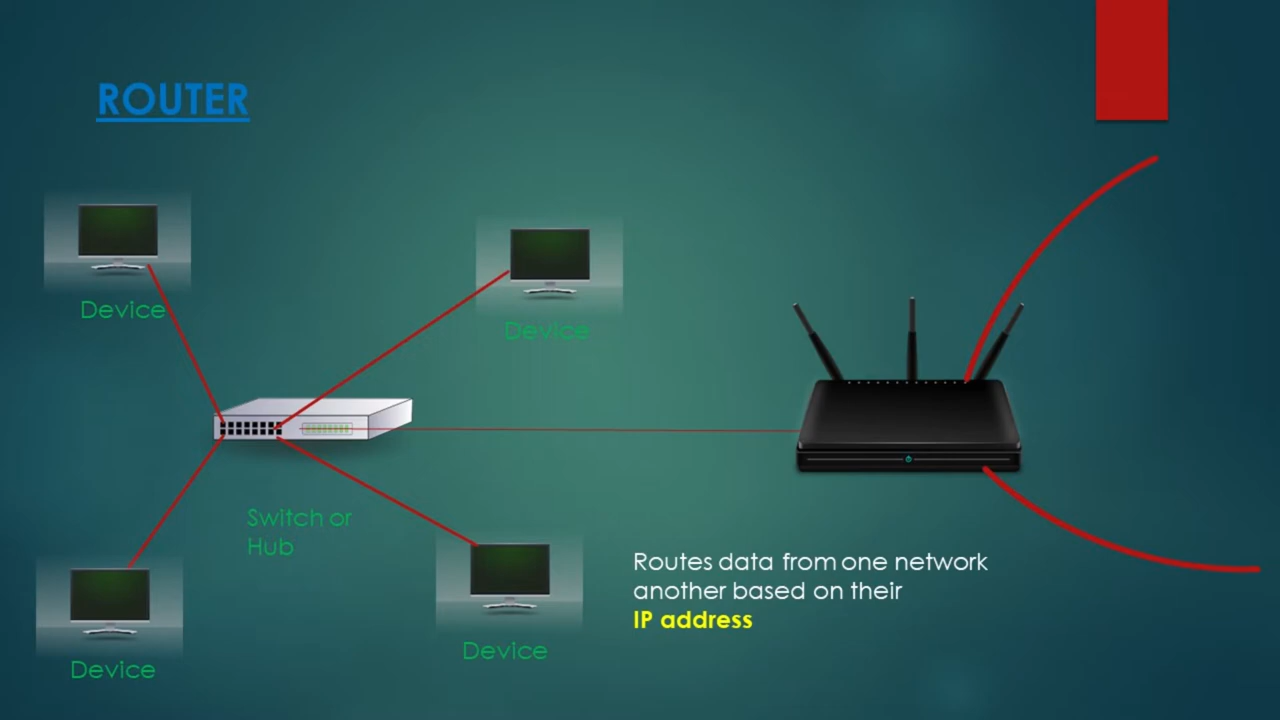 ROUTER
Device
Device
Switch or
Hub
Device
Device
Routes data from one network
another based on their
IP address